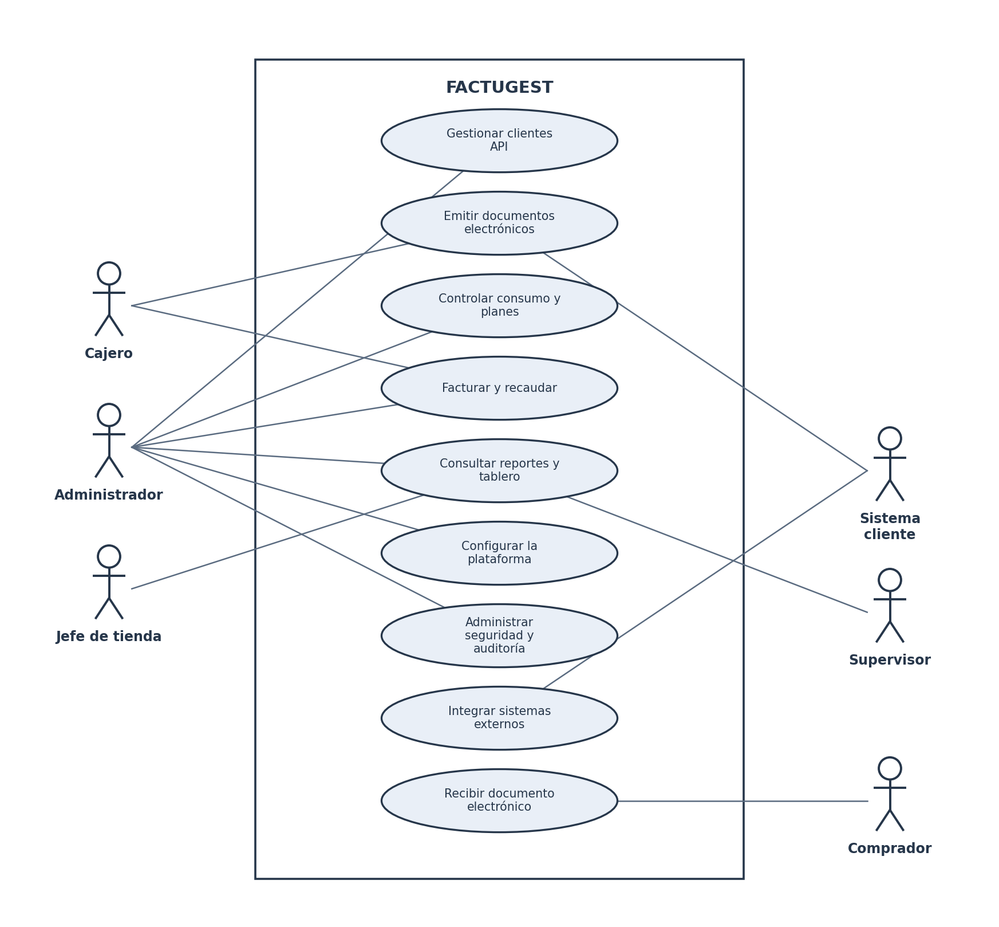 FACTUGEST
Gestionar clientes
API
Emitir documentos
electrónicos
Controlar consumo y
planes
Facturar y recaudar
Consultar reportes y
tablero
Configurar la
plataforma
Administrar
seguridad y
auditoría
Integrar sistemas
externos
Recibir documento
electrónico
Cajero
Administrador
Jefe de tienda
Sistema
cliente
Supervisor
Comprador